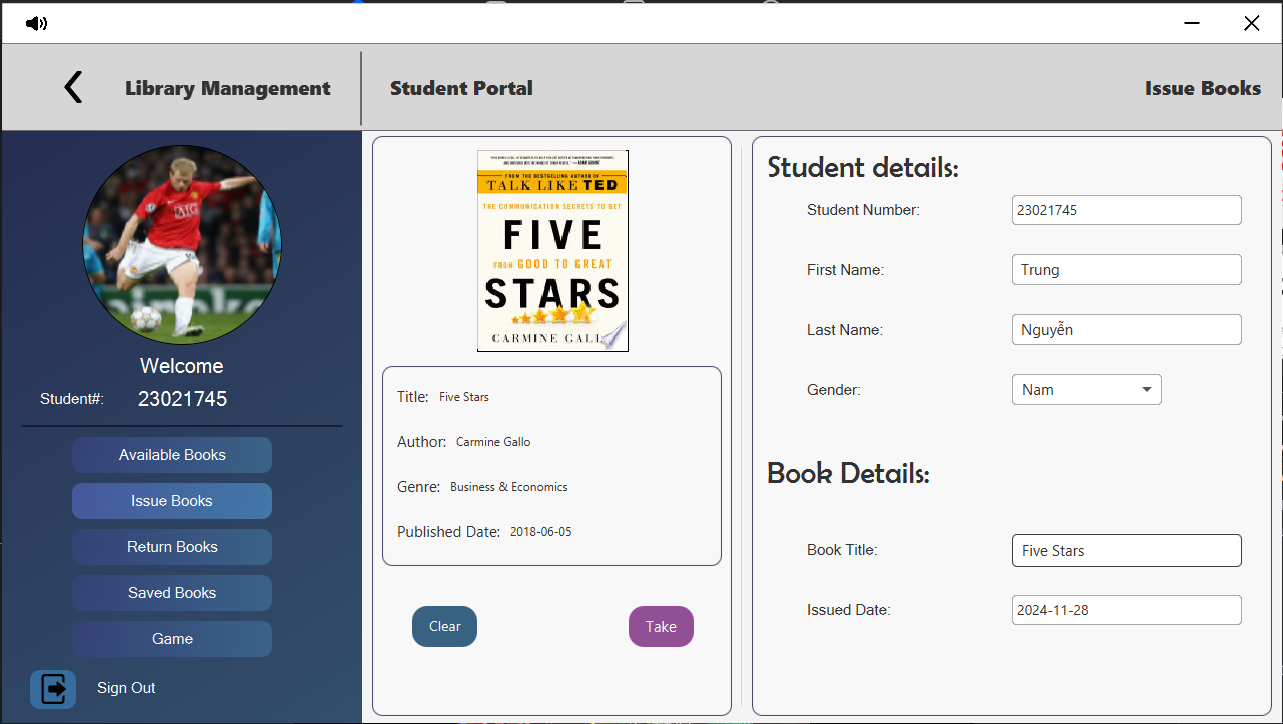 Library Management
Student Portal
Issue Books
AIG
Welcome
Student#: 23021745
Available Books
Issue Books
Return Books
Saved Books
Game
Sign Out
FROM THE BESTSELLING AUTHOR OF
TALK LIKE TED
THE COMMUNICATION SECRETS TO GET
FIVE
FROM GOOD TO GREAT
STARS
CARMINE GALL
Title: Five Stars
Author: Carmine Gallo
Genre: Business & Economics
Published Date: 2018-06-05
Clear
Take
Student details:
Student Number: 23021745
First Name: Trung
Last Name: Nguyễn
Gender: Nam
Book Details:
Book Title: Five Stars
Issued Date: 2024-11-28